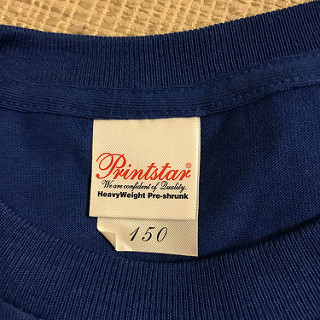 Printstar®
We are confident of Quality.
HeavyWeight Pre-shrunk
150